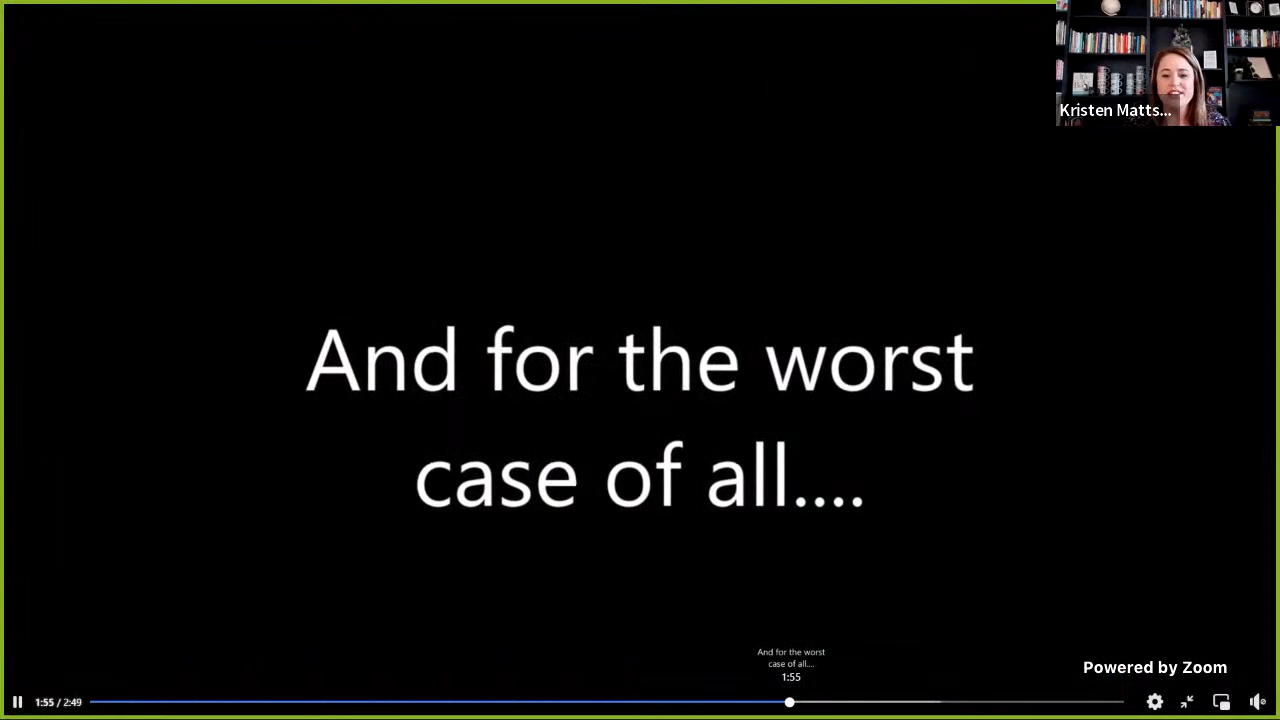 Kristen Matts...
And for the worst
case of all....
And for the worst
case of all....
1:55
Powered by Zoom
1:55 / 2:49